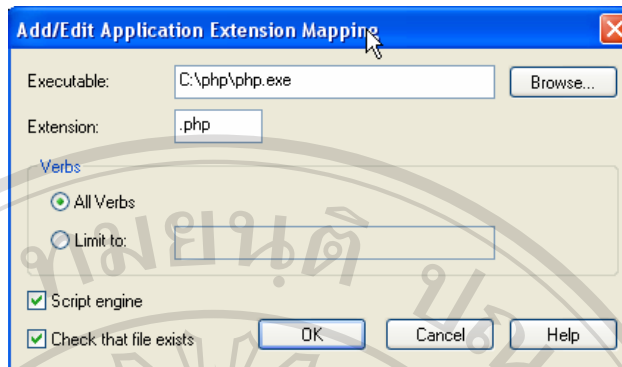 Add/Edit Application Extension Mapping
Executable: C:\php\php.exe Browse...
Extension: .php
Verbs
All Verbs
Limit to:
Script engine
Check that file exists OK Cancel Help